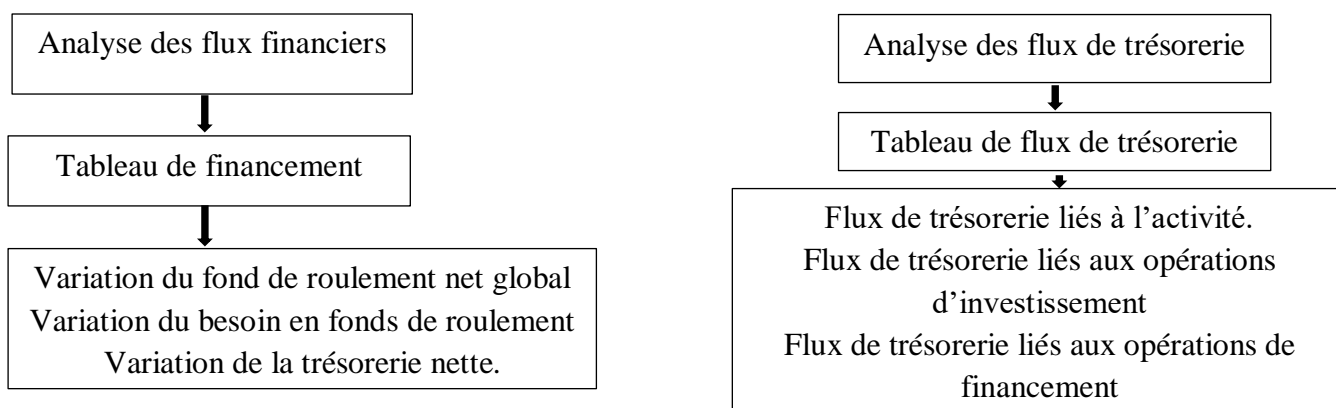 Analyse des flux financiers
Tableau de financement
Variation du fond de roulement net global
Variation du besoin en fonds de roulement
Variation de la trésorerie nette.
Analyse des flux de trésorerie
Tableau de flux de trésorerie
Flux de trésorerie liés à l’activité.
Flux de trésorerie liés aux opérations
d’investissement
Flux de trésorerie liés aux opérations de
financement